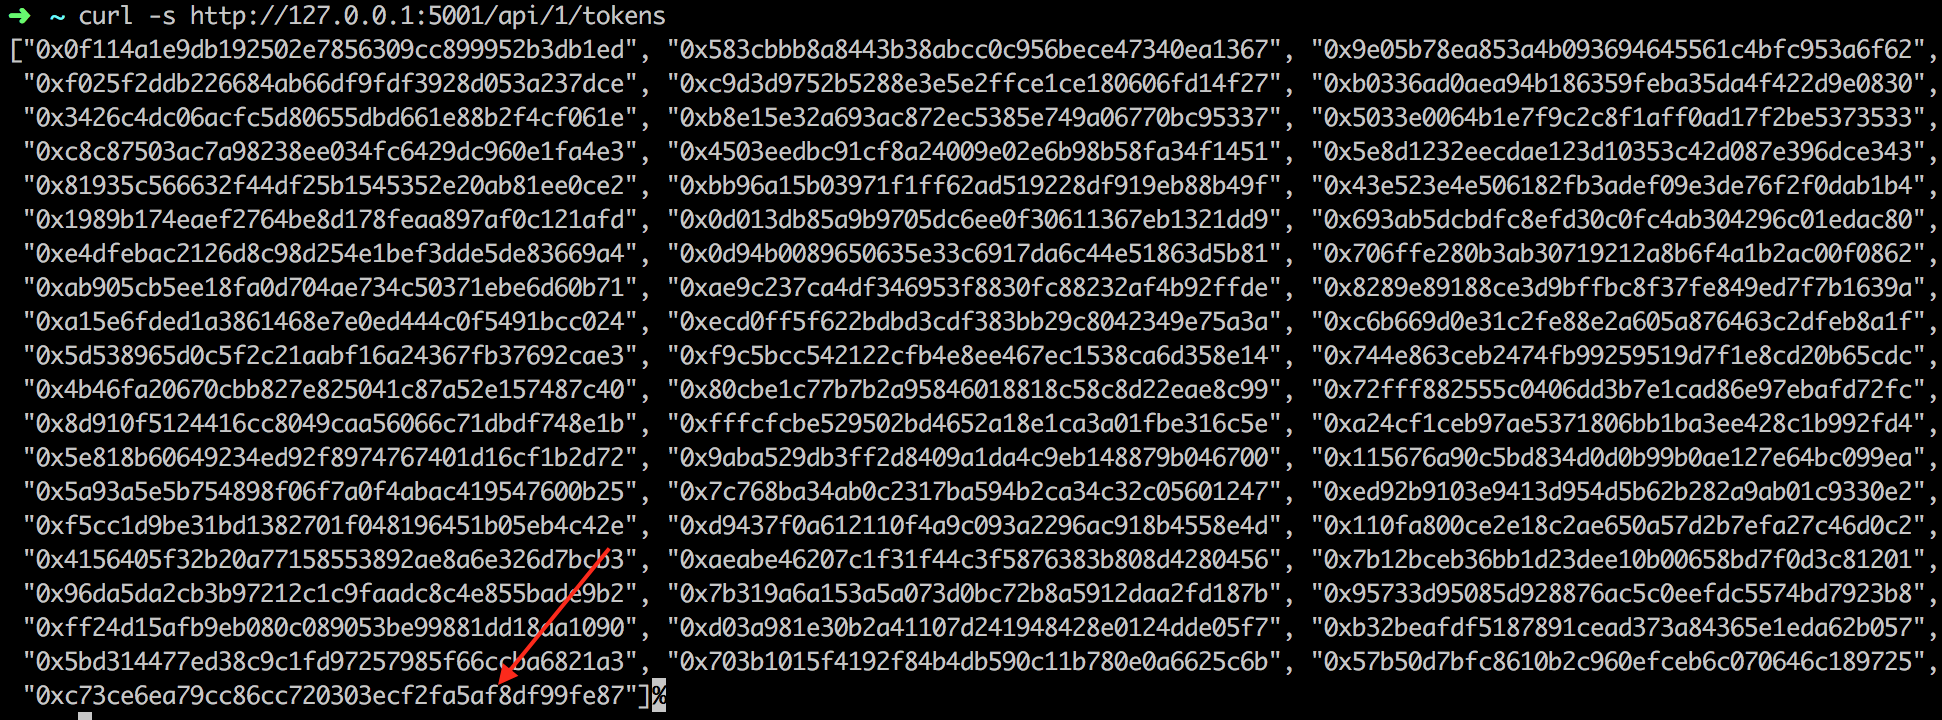 ➜ ~ curl -s http://127.0.0.1:5001/api/1/tokens
["0x0f114a1e9db192502e7856309cc899952b3db1ed", "0x583cbbb8a8443b38abcc0c956bece47340ea1367", "0x9e05b78ea853a4b093694645561c4bfc953a6f62",
"0xf025f2ddb226684ab66df9fdf3928d053a237dce", "0xc9d3d9752b5288e3e5e2ffce1ce180606fd14f27", "0xb0336ad0aea94b186359feba35da4f422d9e0830",
"0x3426c4dc06acfc5d80655dbd661e88b2f4cf061e", "0xb8e15e32a693ac872ec5385e749a06770bc95337", "0x5033e0064b1e7f9c2c8f1aff0ad17f2be5373533",
"0xc8c87503ac7a98238ee034fc6429dc960e1fa4e3", "0x4503eedbc91cf8a24009e02e6b98b58fa34f1451", "0x5e8d1232eecdae123d10353c42d087e396dce343",
"0x81935c566632f44df25b1545352e20ab81ee0ce2", "0xbb96a15b03971f1ff62ad519228df919eb88b49f", "0x43e523e4e506182fb3adef09e3de76f2f0dab1b4",
"0x1989b174eaef2764be8d178feaa897af0c121afd", "0x0d013db85a9b9705dc6ee0f30611367eb1321dd9", "0x693ab5dcbdfc8efd30c0fc4ab304296c01edac80",
"0xe4dfebac2126d8c98d254e1bef3dde5de83669a4", "0x0d94b0089650635e33c6917da6c44e51863d5b81", "0x706ffe280b3ab30719212a8b6f4a1b2ac00f0862",
"0xab905cb5ee18fa0d704ae734c50371ebe6d60b71", "0xae9c237ca4df346953f8830fc88232af4b92ffde", "0x8289e89188ce3d9bffbc8f37fe849ed7f7b1639a",
"0xa15e6fded1a3861468e7e0ed444c0f5491bcc024", "0xecd0ff5f622bdbd3cdf383bb29c8042349e75a3a", "0xc6b669d0e31c2fe88e2a605a876463c2dfeb8a1f",
"0x5d538965d0c5f2c21aabf16a24367fb37692cae3", "0xf9c5bcc542122cfb4e8ee467ec1538ca6d358e14", "0x744e863ceb2474fb99259519d7f1e8cd20b65cdc",
"0x4b46fa20670cbb827e825041c87a52e157487c40", "0x80cbe1c77b7b2a95846018818c58c8d22eae8c99", "0x72fff882555c0406dd3b7e1cad86e97ebafd72fc",
"0x8d910f5124416cc8049caa56066c71dbdf748e1b", "0xfffcfcbe529502bd4652a18e1ca3a01fbe316c5e", "0xa24cf1ceb97ae5371806bb1ba3ee428c1b992fd4",
"0x5e818b60649234ed92f8974767401d16cf1b2d72", "0x9aba529db3ff2d8409a1da4c9eb148879b046700", "0x115676a90c5bd834d0d0b99b0ae127e64bc099ea",
"0x5a93a5e5b754898f06f7a0f4abac419547600b25", "0x7c768ba34ab0c2317ba594b2ca34c32c05601247", "0xed92b9103e9413d954d5b62b282a9ab01c9330e2",
"0xf5cc1d9be31bd1382701f048196451b05eb4c42e", "0xd9437f0a612110f4a9c093a2296ac918b4558e4d", "0x110fa800ce2e18c2ae650a57d2b7efa27c46d0c2",
"0x4156405f32b20a77158553892ae8a6e326d7bcb3", "0xaeabe46207c1f31f44c3f5876383b808d4280456", "0x7b12bceb36bb1d23dee10b00658bd7f0d3c81201",
"0x96da5da2cb3b97212c1c9faadc8c4e855bade9b2", "0x7b319a6a153a5a073d0bc72b8a5912daa2fd187b", "0x95733d95085d928876ac5c0eefdc5574bd7923b8",
"0xff24d15afb9eb080c089053be99881dd18aa1090", "0xd03a981e30b2a41107d241948428e0124dde05f7", "0xb32beafdf5187891cead373a84365e1eda62b057",
"0x5bd314477ed38c9c1fd97257985f66ccba6821a3", "0x703b1015f4192f84b4db590c11b780e0a6625c6b", "0x57b50d7bfc8610b2c960efceb6c070646c189725",
"0xc73ce6ea79cc86cc720303ecf2fa5af8df99fe87"]%